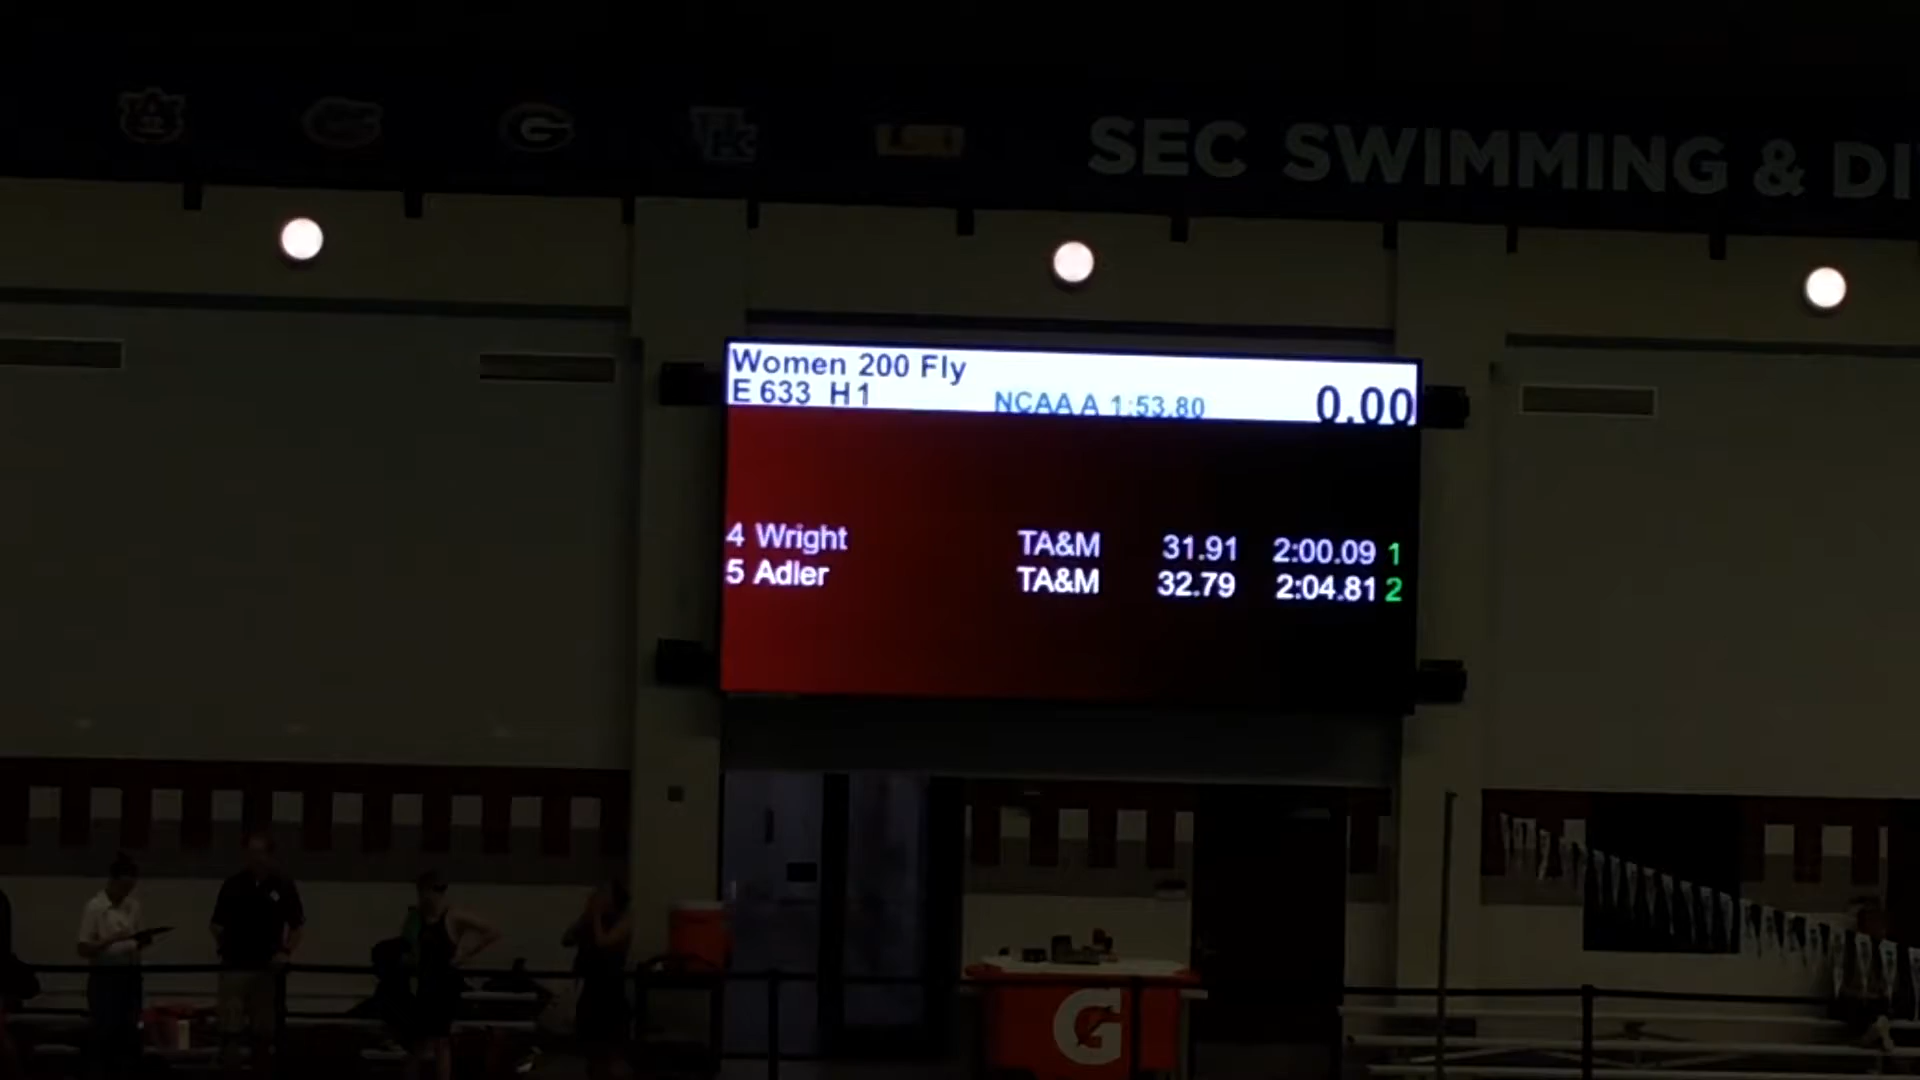 SEC SWIMMING & DI
Women 200 Fly
E 633 H1 NCAA A 1:53.80 0.00
4 Wright TA&M 31.91 2:00.09 1
5 Adler TA&M 32.79 2:04.81 2
G
G